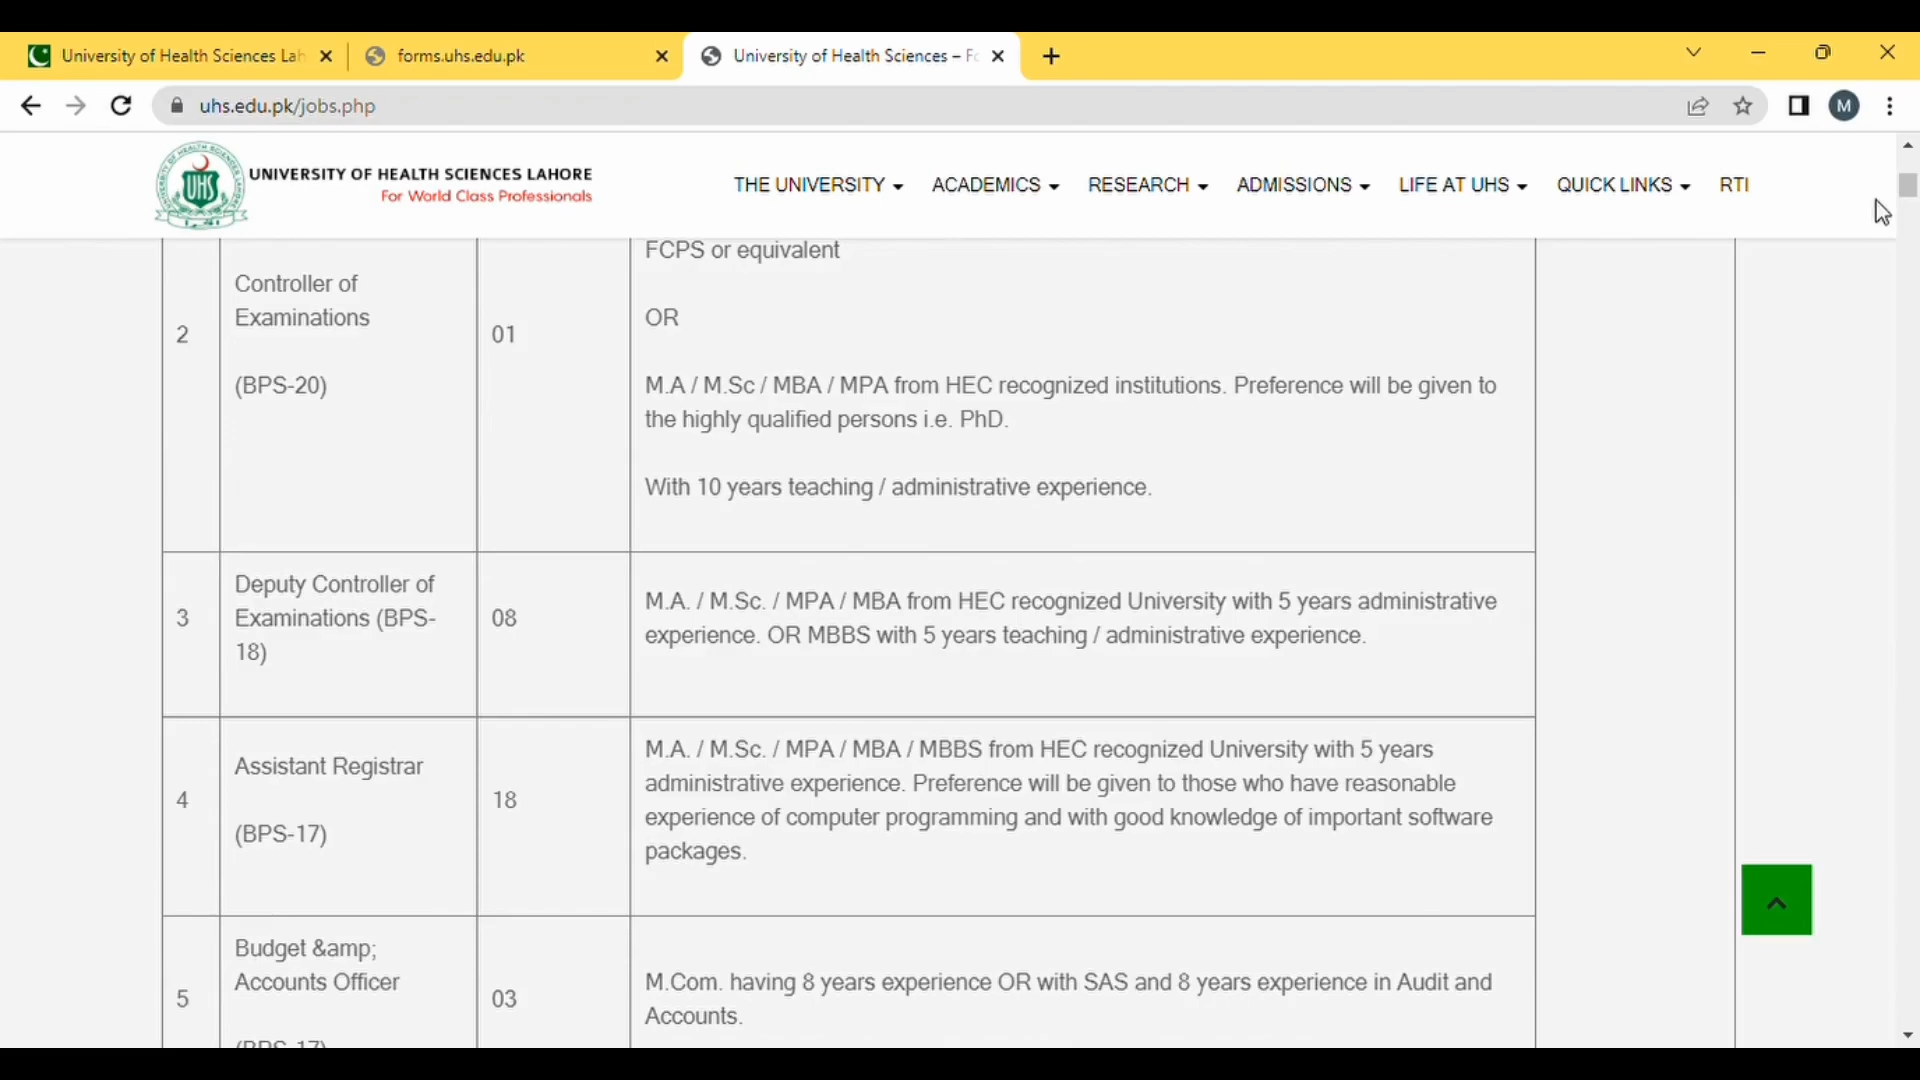 University of Health Sciences Lah
forms.uhs.edu.pk
University of Health Sciences – Fo
uhs.edu.pk/jobs.php
M
UHS
UNIVERSITY OF HEALTH SCIENCES LAHORE
For World Class Professionals
THE UNIVERSITY
ACADEMICS
RESEARCH
ADMISSIONS
LIFE AT UHS
QUICK LINKS
RTI
2
Controller of
Examinations
(BPS-20)
01
FCPS or equivalent
OR
M.A / M.Sc / MBA / MPA from HEC recognized institutions. Preference will be given to
the highly qualified persons i.e. PhD.
With 10 years teaching / administrative experience.
3
Deputy Controller of
Examinations (BPS-
18)
08
M.A. / M.Sc. / MPA / MBA from HEC recognized University with 5 years administrative
experience. OR MBBS with 5 years teaching / administrative experience.
4
Assistant Registrar
(BPS-17)
18
M.A. / M.Sc. / MPA / MBA / MBBS from HEC recognized University with 5 years
administrative experience. Preference will be given to those who have reasonable
experience of computer programming and with good knowledge of important software
packages.
5
Budget &amp;
Accounts Officer
(BPS-17)
03
M.Com. having 8 years experience OR with SAS and 8 years experience in Audit and
Accounts.